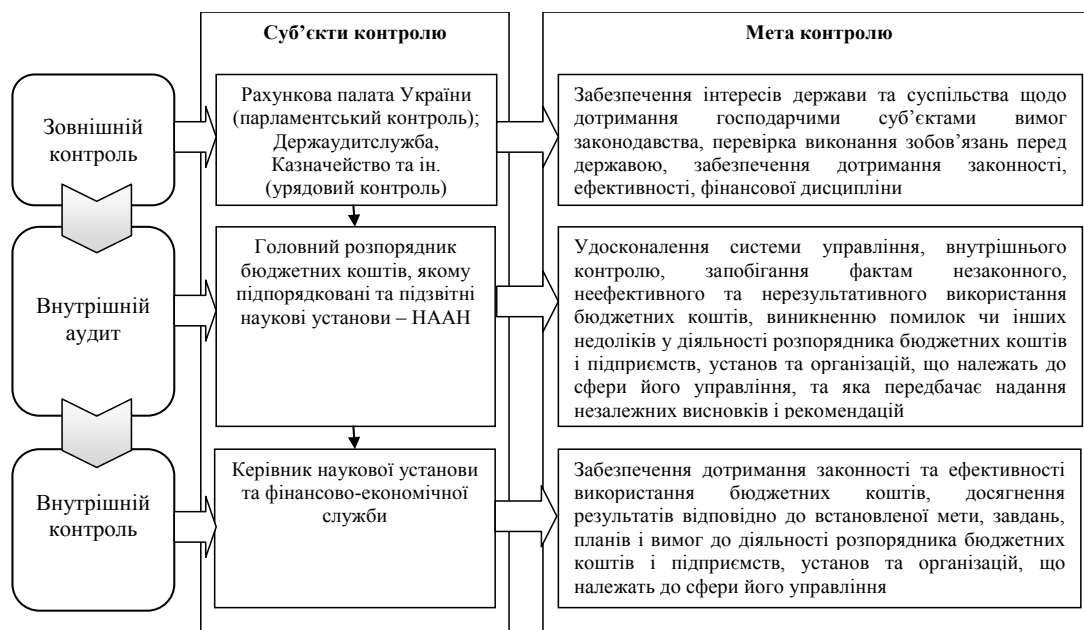 Суб’єкти контролю
Мета контролю
Зовнішній
контроль
Рахункова палата України
(парламентський контроль);
Держаудитслужба,
Казначейство та ін.
(урядовий контроль)
Забезпечення інтересів держави та суспільства щодо
дотримання господарчими суб’єктами вимог
законодавства, перевірка виконання зобов’язань перед
державою, забезпечення дотримання законності,
ефективності, фінансової дисципліни
Внутрішній
аудит
Головний розпорядник
бюджетних коштів, якому
підпорядковані та підзвітні
наукові установи – НААН
Удосконалення системи управління, внутрішнього
контролю, запобігання фактам незаконного,
неефективного та нерезультативного використання
бюджетних коштів, виникненню помилок чи інших
недоліків у діяльності розпорядника бюджетних коштів
і підприємств, установ та організацій, що належать до
сфери його управління, та яка передбачає надання
незалежних висновків і рекомендацій
Внутрішній
контроль
Керівник наукової установи
та фінансово-економічної
служби
Забезпечення дотримання законності та ефективності
використання бюджетних коштів, досягнення
результатів відповідно до встановленої мети, завдань,
планів і вимог до діяльності розпорядника бюджетних
коштів і підприємств, установ та організацій, що
належать до сфери його управління